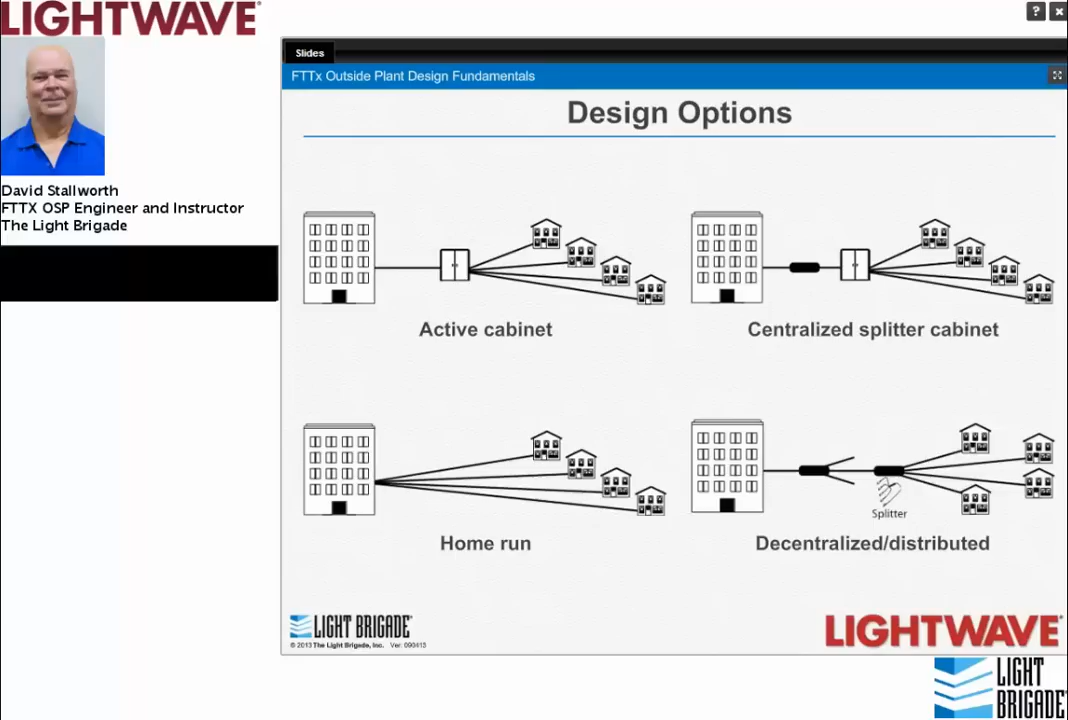 LIGHTWAVE®
Slides
FTTx Outside Plant Design Fundamentals
Design Options
David Stallworth
FTTX OSP Engineer and Instructor
The Light Brigade
Active cabinet
Centralized splitter cabinet
Splitter
Home run
Decentralized/distributed
LIGHT BRIGADE®
© 2013 The Light Brigade, Inc. Ver. 090413
LIGHTWAVE®
LIGHT
BRIGADE